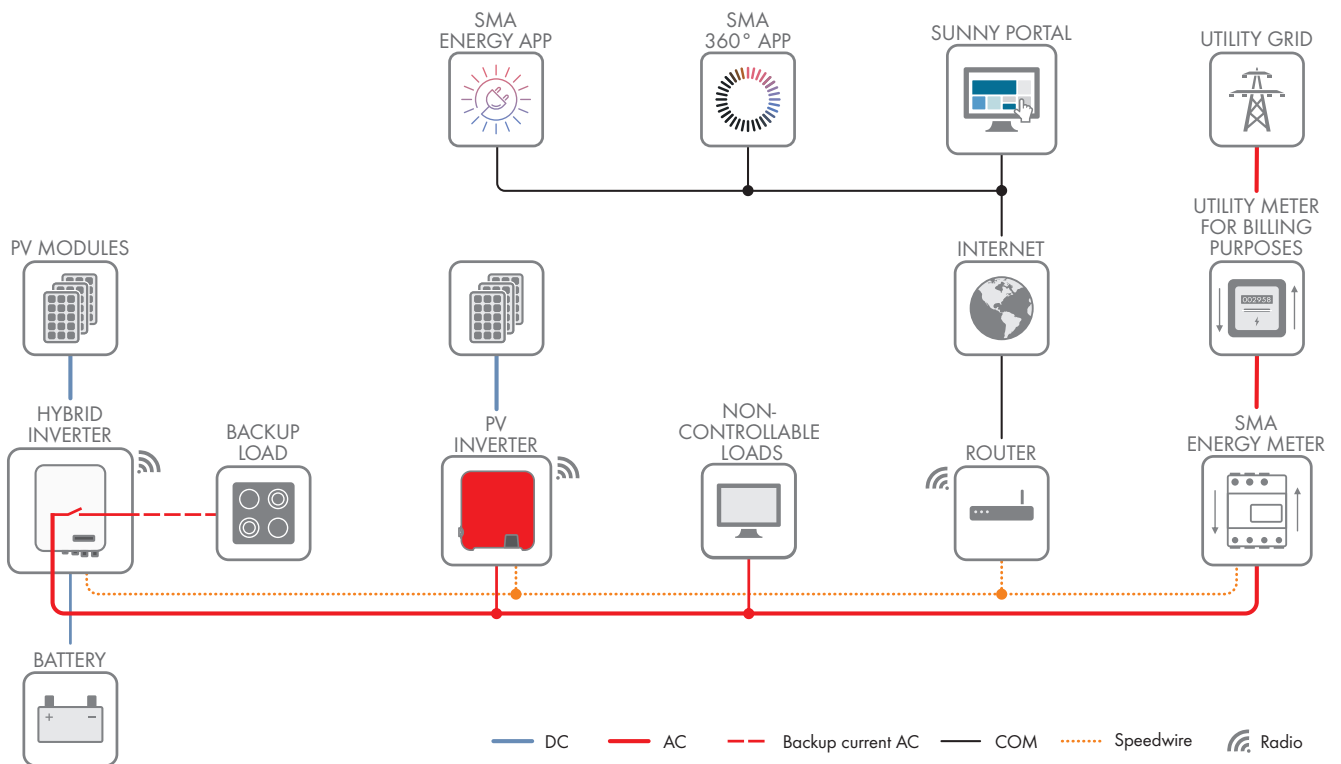 SMA
ENERGY APP
SMA
360° APP
SUNNY PORTAL
UTILITY GRID
PV MODULES
INTERNET
UTILITY METER
FOR BILLING
PURPOSES
002958
HYBRID
INVERTER
BACKUP
LOAD
PV
INVERTER
NON-
CONTROLLABLE
LOADS
ROUTER
SMA
ENERGY METER
BATTERY
+ −
DC
AC
Backup current AC
COM
Speedwire
Radio